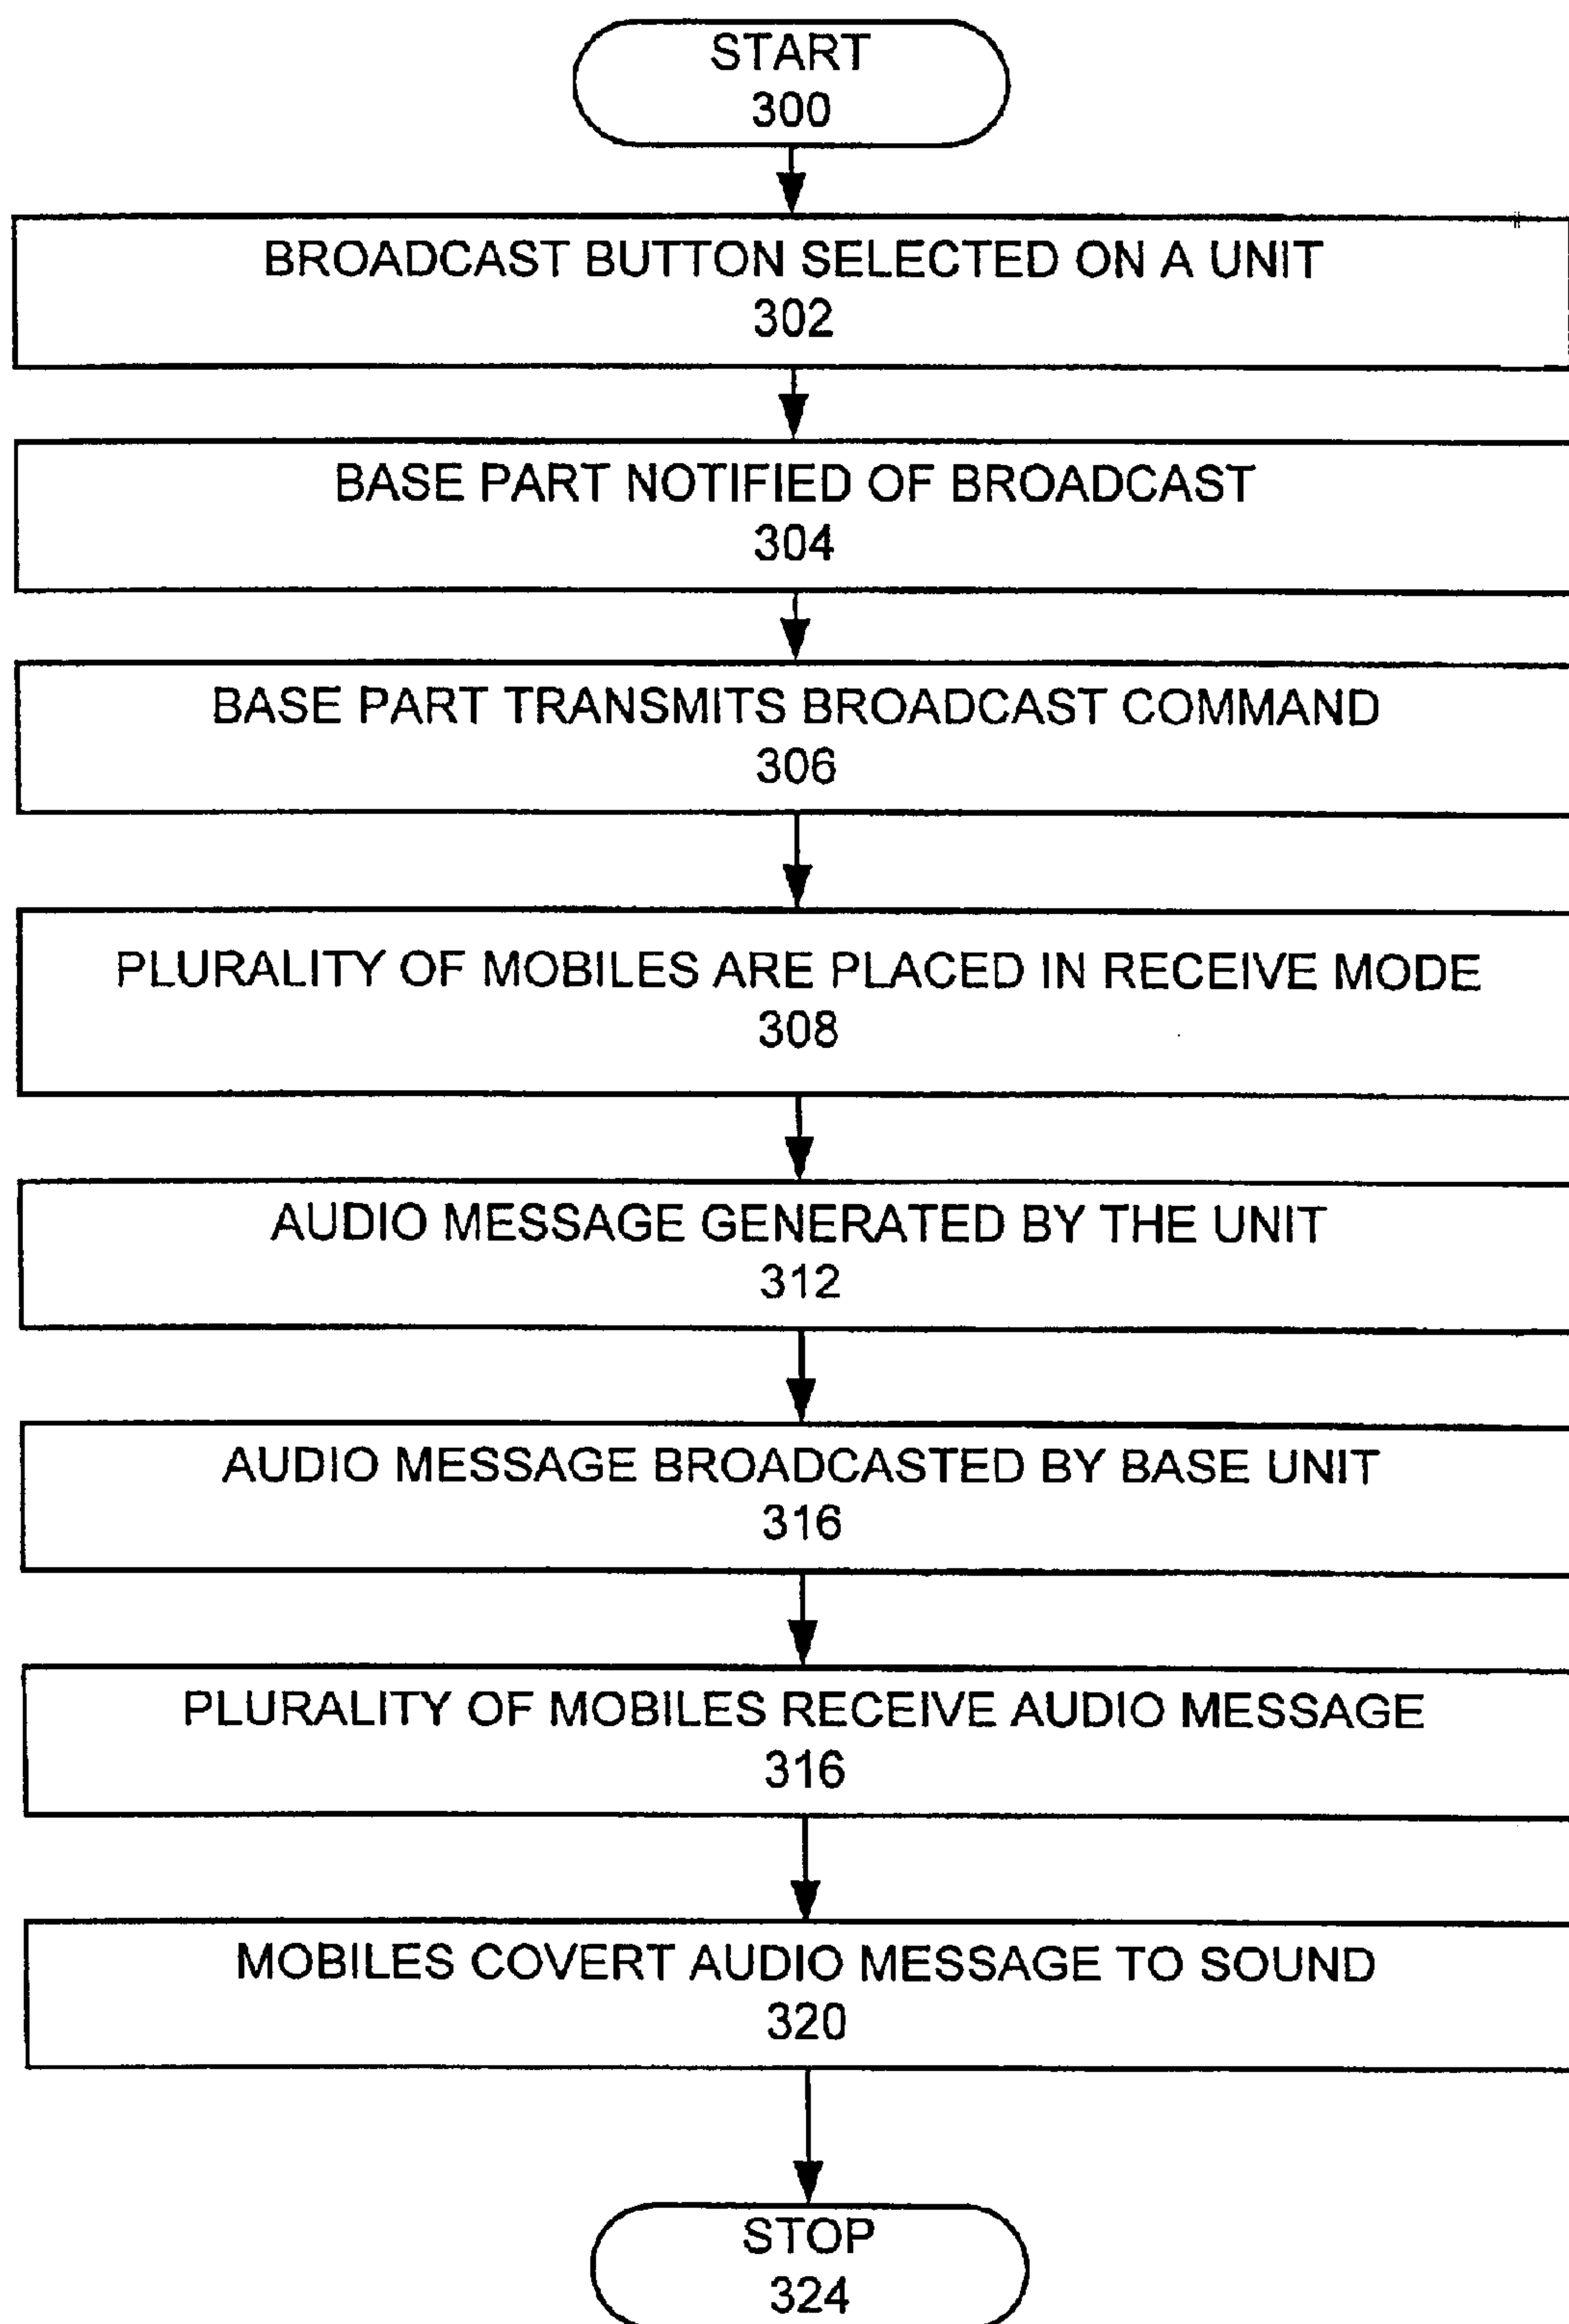 START
300
BROADCAST BUTTON SELECTED ON A UNIT
302
BASE PART NOTIFIED OF BROADCAST
304
BASE PART TRANSMITS BROADCAST COMMAND
306
PLURALITY OF MOBILES ARE PLACED IN RECEIVE MODE
308
AUDIO MESSAGE GENERATED BY THE UNIT
312
AUDIO MESSAGE BROADCASTED BY BASE UNIT
316
PLURALITY OF MOBILES RECEIVE AUDIO MESSAGE
316
MOBILES COVERT AUDIO MESSAGE TO SOUND
320
STOP
324